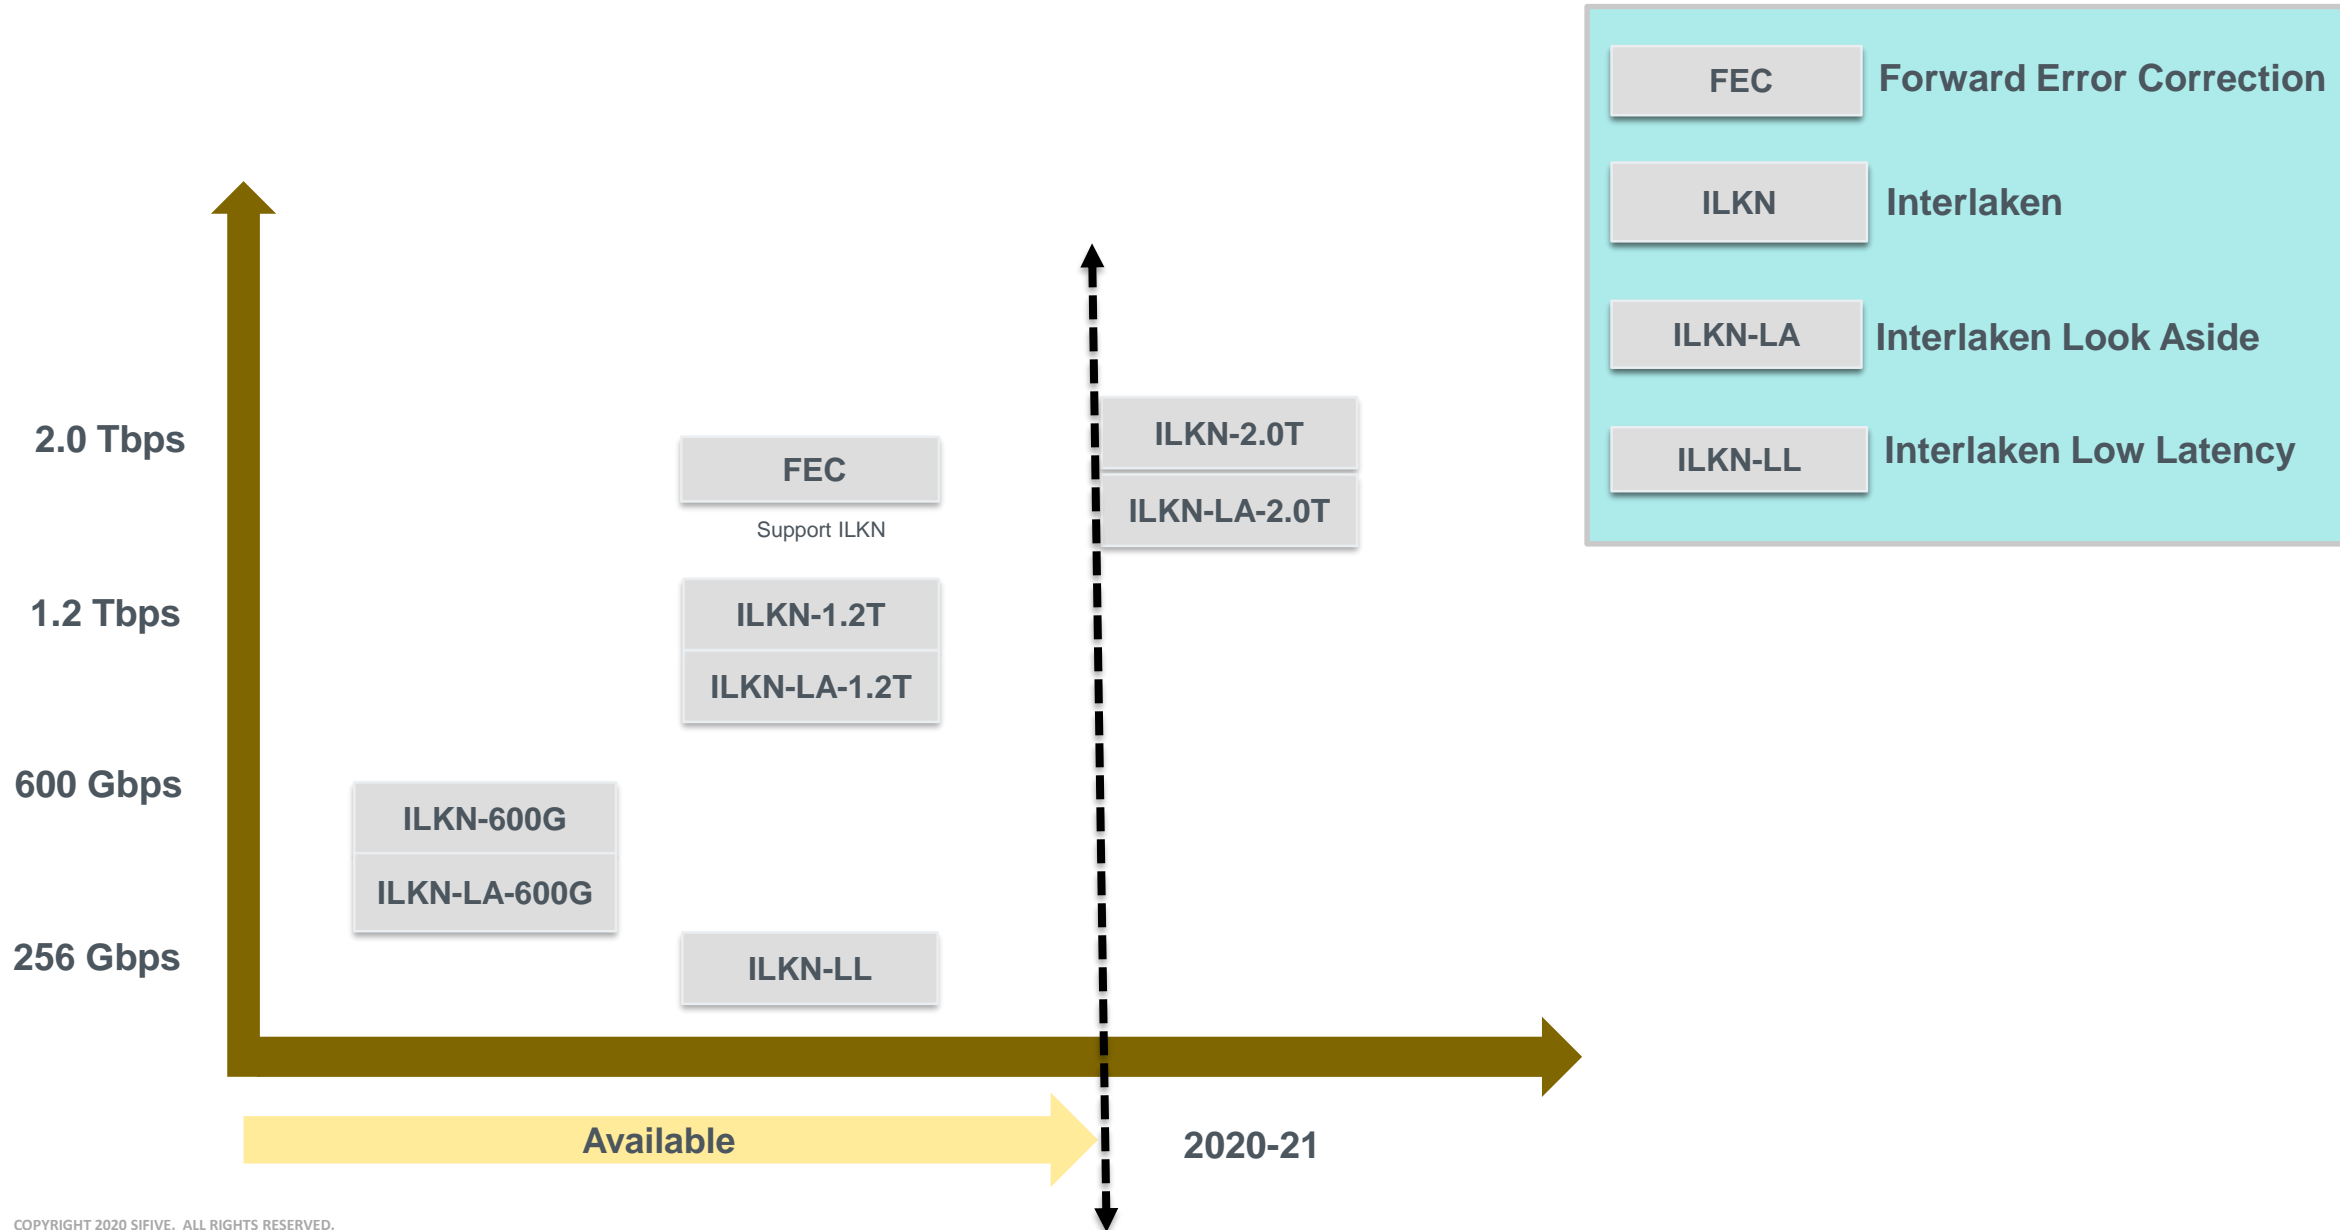 FEC Forward Error Correction
ILKN Interlaken
ILKN-LA Interlaken Look Aside
ILKN-LL Interlaken Low Latency
2.0 Tbps
1.2 Tbps
600 Gbps
256 Gbps
FEC
Support ILKN
ILKN-1.2T
ILKN-LA-1.2T
ILKN-600G
ILKN-LA-600G
ILKN-LL
ILKN-2.0T
ILKN-LA-2.0T
Available
2020-21
COPYRIGHT 2020 SIFIVE. ALL RIGHTS RESERVED.